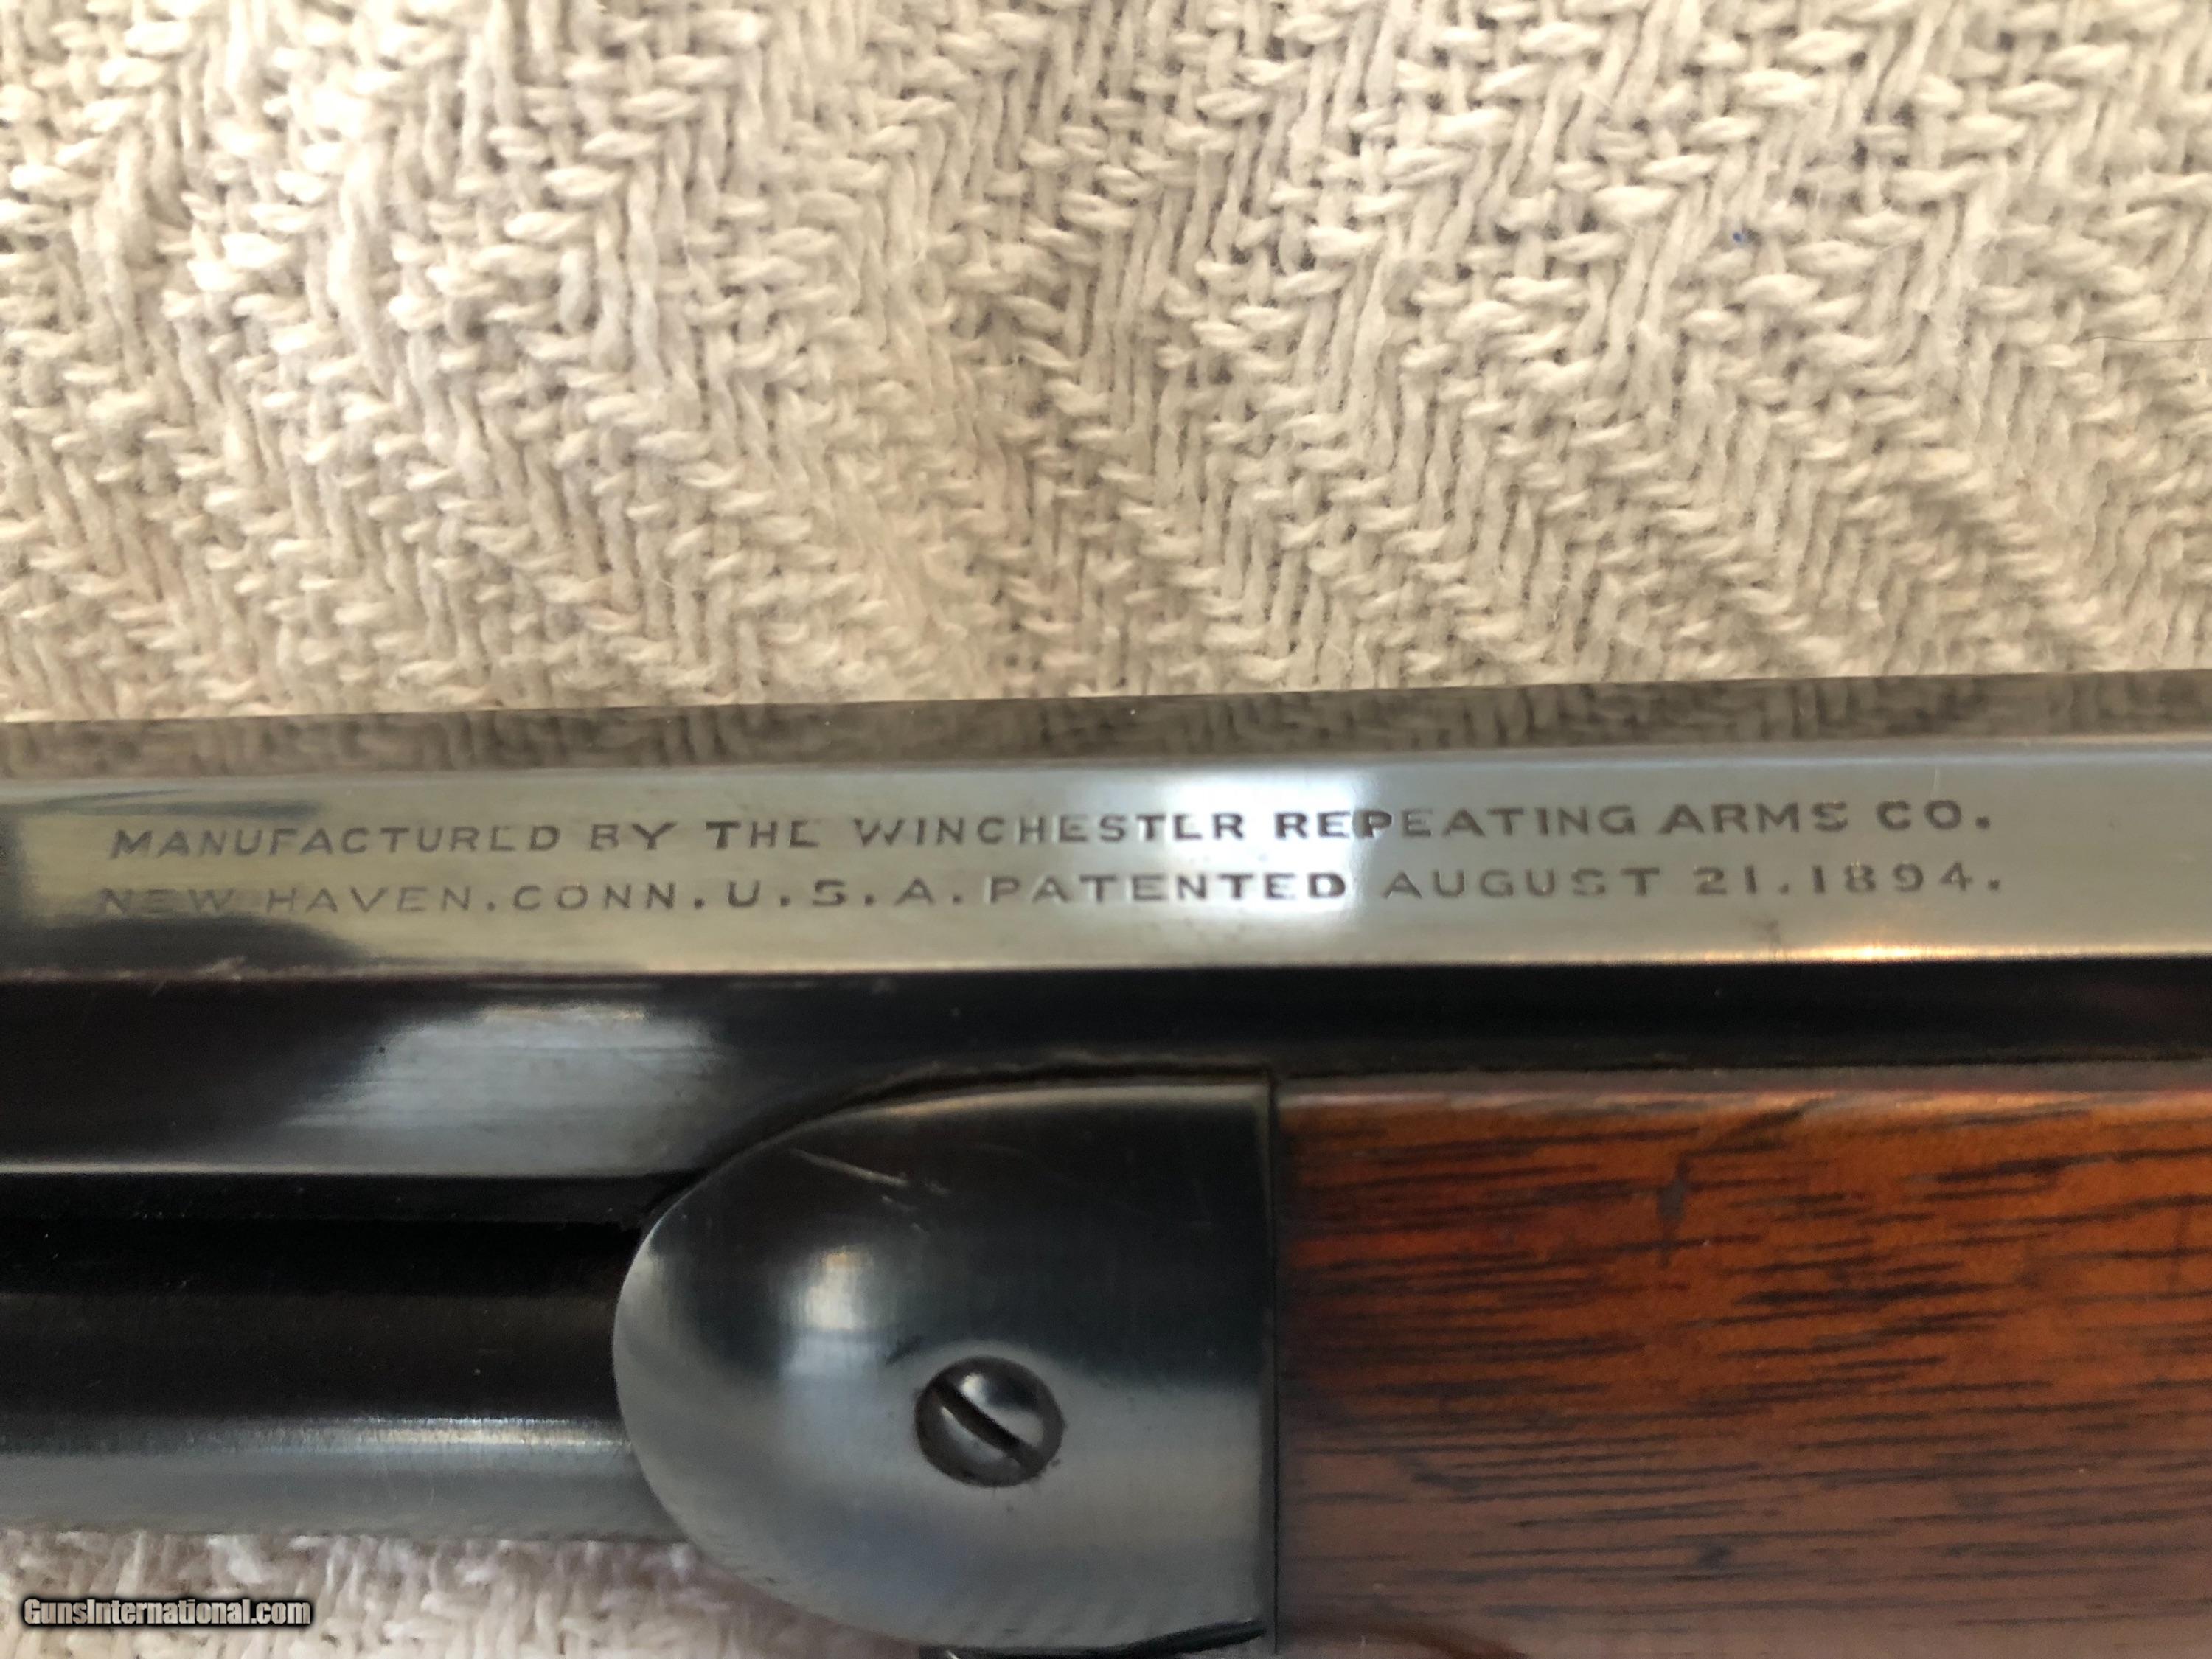 MANUFACTURED BY THE WINCHESTER REPEATING ARMS CO.
NEW HAVEN.CONN.U.S.A.PATENTED AUGUST 21.1894.
GunsInternational.com